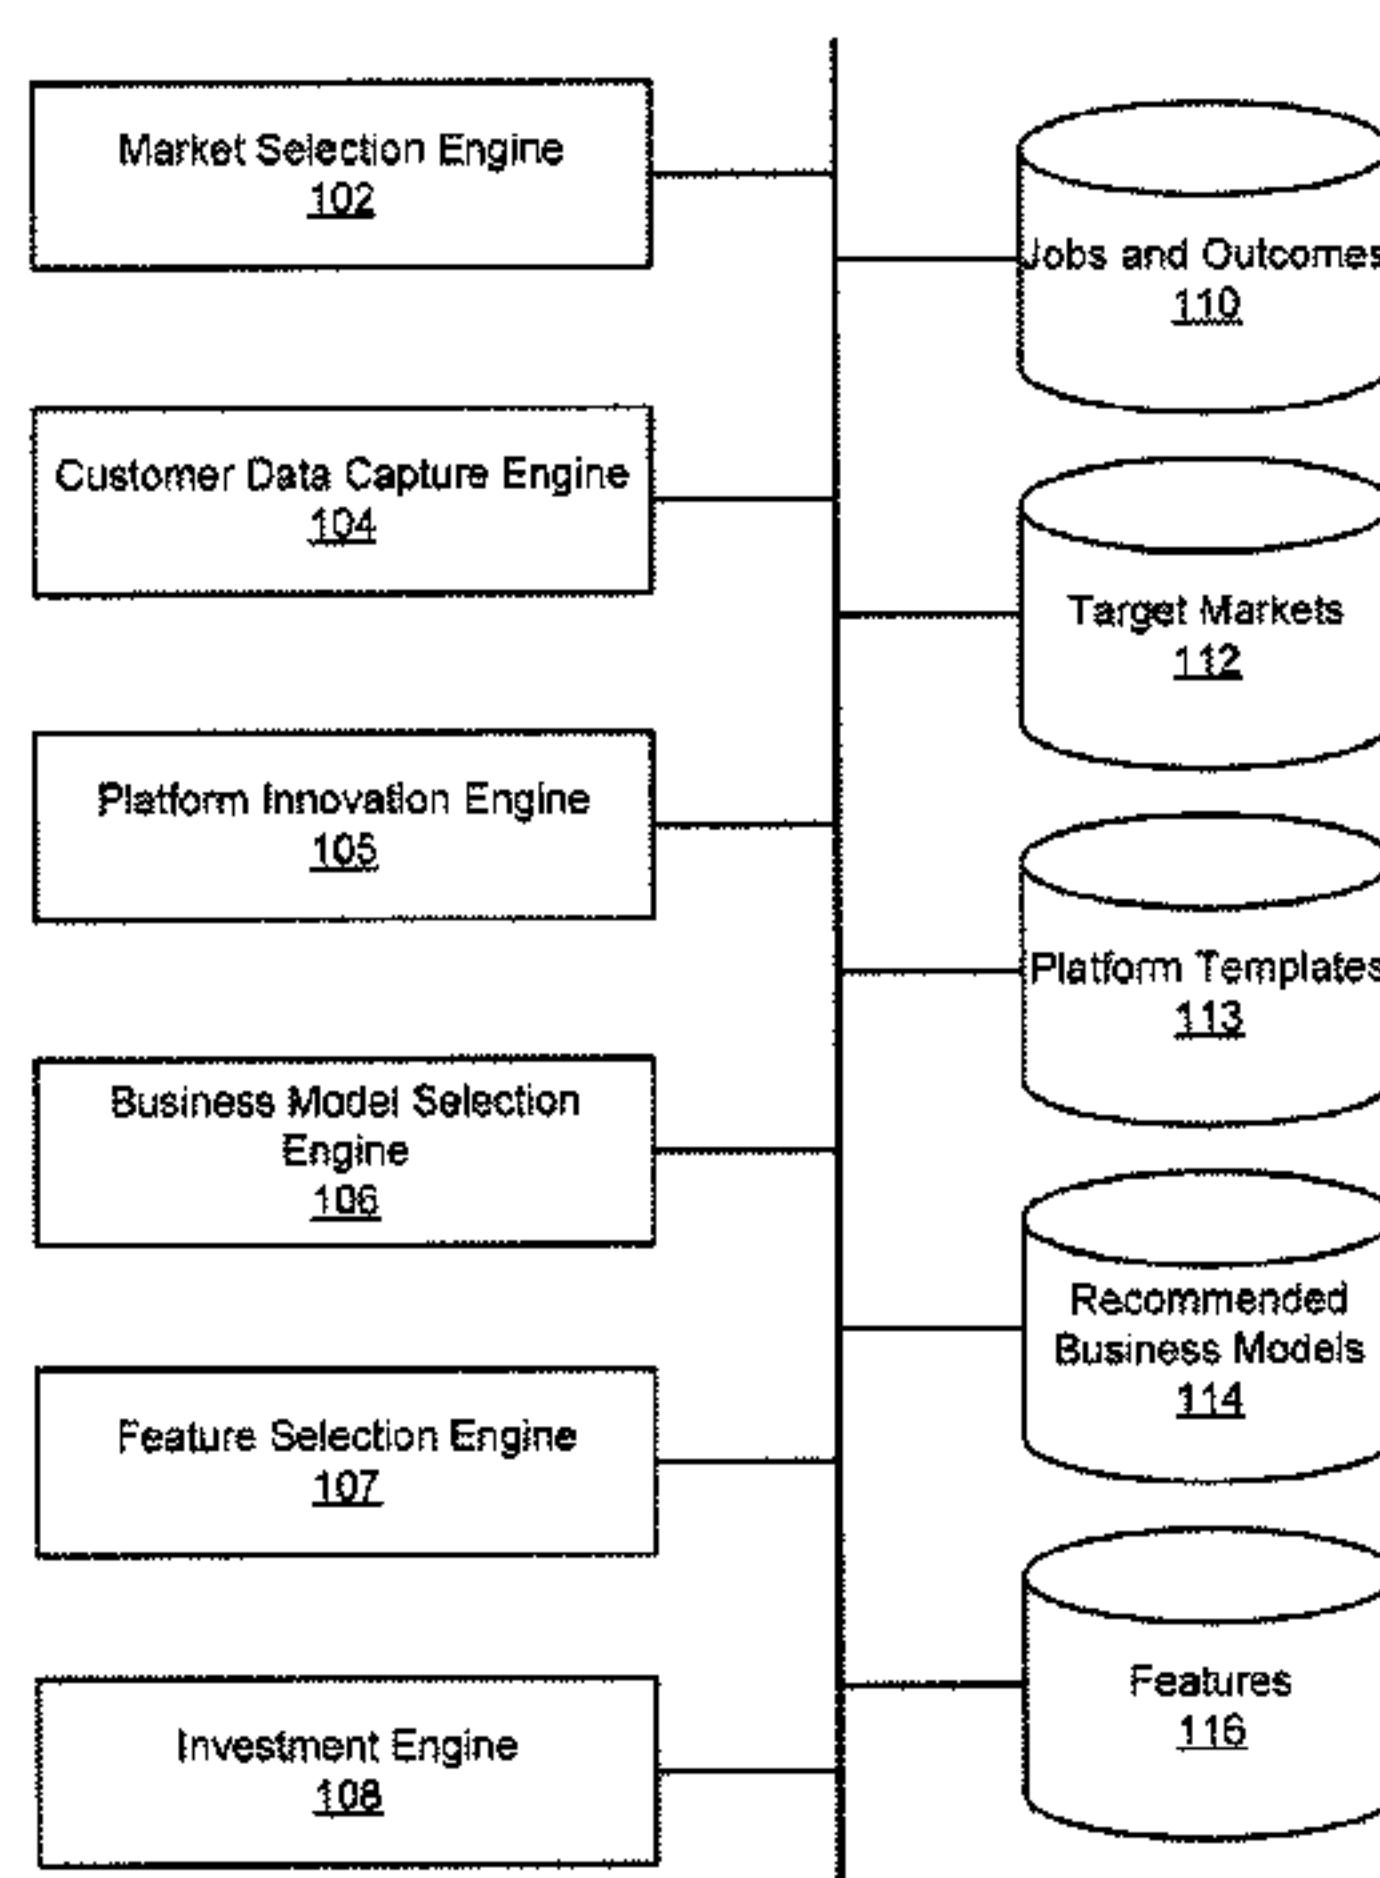 Market Selection Engine
102
Customer Data Capture Engine
104
Platform Innovation Engine
105
Business Model Selection
Engine
106
Feature Selection Engine
107
Investment Engine
108
Jobs and Outcomes
110
Target Markets
112
Platform Templates
113
Recommended
Business Models
114
Features
116